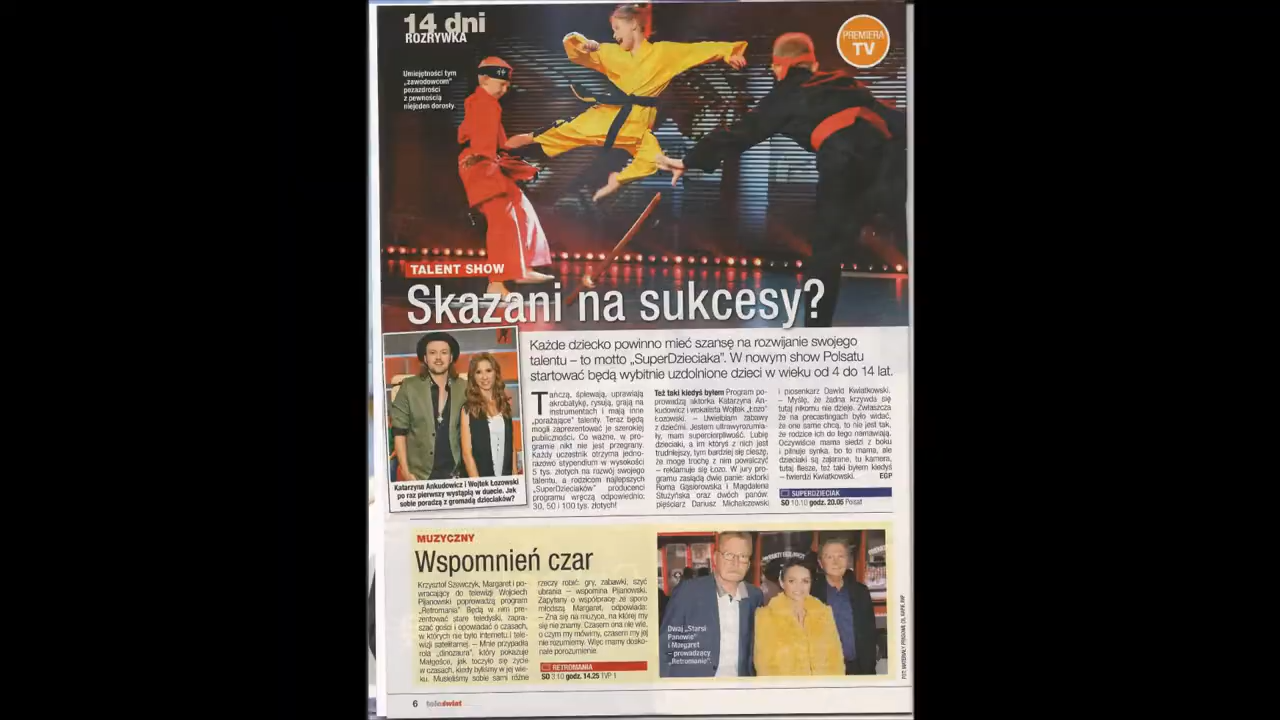 14 dni
ROZRYWKA
Umiejętności tym
„zawodowcom”
pozazdrości
z pewnością
niejeden dorosły.
PREMIERA
TV
TALENT SHOW
Skazani na sukcesy?
Katarzyna Ankudowicz i Wojtek Łozowski
po raz pierwszy wystąpią w duecie. Jak
sobie poradzą z gromadą dzieciaków?
Każde dziecko powinno mieć szansę na rozwijanie swojego
talentu – to motto „SuperDzieciaka”. W nowym show Polsatu
startować będą wybitnie uzdolnione dzieci w wieku od 4 do 14 lat.
Tańczą, śpiewają, uprawiają
akrobatykę, rysują, grają na
instrumentach i mają inne
„porażające” talenty. Teraz będą
mogli zaprezentować je szerokiej
publiczności. Co ważne, w pro-
gramie nikt nie jest przegrany.
Każdy uczestnik otrzyma jedno-
razowo stypendium w wysokości
5 tys. złotych na rozwój swojego
talentu, a rodzicom najlepszych
„SuperDzieciaków” producenci
programu wręczą odpowiednio:
30, 50 i 100 tys. złotych!
Też taki kiedyś byłem Program po-
prowadzą aktorka Katarzyna An-
kudowicz i wokalista Wojtek „Łozo”
Łozowski. – Uwielbiam zabawy
z dziećmi. Jestem ultrawyrozumia-
ły, mam supercierpliwość. Lubię
dzieciaki, a im któryś z nich jest
trudniejszy, tym bardziej się cieszę,
że mogę trochę z nim powalczyć
– reklamuje się Łozo. W jury pro-
gramu zasiądą dwie panie: aktorki
Roma Gąsiorowska i Magdalena
Stużyńska oraz dwóch panów:
pięściarz Dariusz Michalczewski
i piosenkarz Dawid Kwiatkowski.
– Myślę, że żadna krzywda się
tutaj nikomu nie dzieje. Zwłaszcza
że na precastingach było widać,
że one same chcą, to nie jest tak,
że rodzice ich do tego namawiają.
Oczywiście mama siedzi z boku
i pilnuje synka, bo to mama, ale
dzieciaki są zajarane, tu kamera,
tutaj flesze, też taki byłem kiedyś
– twierdzi Kwiatkowski. EGP
SUPERDZIECIAK
SO 10.10 godz. 20.05 Polsat
MUZYCZNY
Wspomnień czar
Krzysztof Szewczyk, Margaret i po-
wracający do telewizji Wojciech
Pijanowski poprowadzą program
„Retromania”. Będą w nim pre-
zentować stare teledyski, zapra-
szać gości i opowiadać o czasach,
w których nie było internetu i tele-
wizji satelitarnej. – Mnie przypadła
rola „dinozaura”, który pokazuje
Małgośce, jak toczyło się życie
w czasach, kiedy byliśmy w jej wie-
ku. Musieliśmy sobie sami różne
rzeczy robić: gry, zabawki, szyć
ubrania – wspomina Pijanowski.
Zapytany o współpracę ze sporo
młodszą Margaret, odpowiada:
– Zna się na muzyce, na której my
się nie znamy. Czasem ona nie wie,
o czym my mówimy, czasem my jej
nie rozumiemy. Więc mamy dosko-
nałe porozumienie.
RETROMANIA
SO 3.10 godz. 14.25 TVP 1
Dwaj „Starsi
Panowie”
i Margaret
– prowadzący
„Retromanię”.
6 teleświat